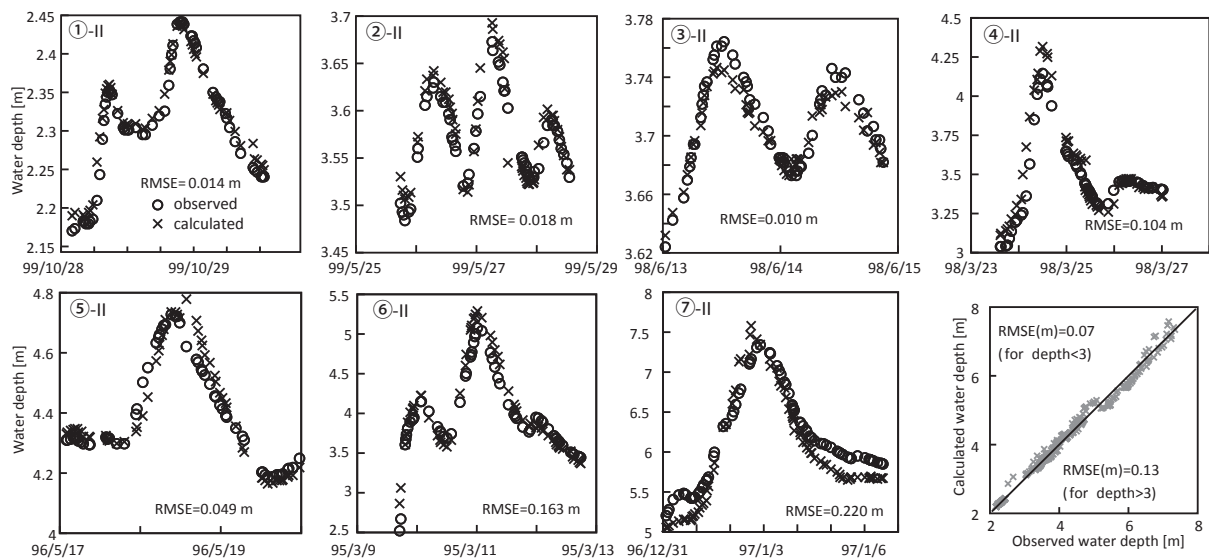 ①-II
Water depth [m]
2.45
2.4
2.35
2.3
2.25
2.2
2.15
RMSE= 0.014 m
observed
calculated
99/10/28
99/10/29
②-II
3.7
3.65
3.6
3.55
3.5
3.45
RMSE= 0.018 m
99/5/25
99/5/27
99/5/29
③-II
3.78
3.74
3.7
3.66
3.62
RMSE=0.010 m
98/6/13
98/6/14
98/6/15
④-II
4.5
4.25
4
3.75
3.5
3.25
3
RMSE=0.104 m
98/3/23
98/3/25
98/3/27
⑤-II
Water depth [m]
4.8
4.6
4.4
4.2
4
RMSE=0.049 m
96/5/17
96/5/19
⑥-II
5.5
5
4.5
4
3.5
3
2.5
RMSE=0.163 m
95/3/9
95/3/11
95/3/13
⑦-II
8
7.5
7
6.5
6
5.5
5
RMSE=0.220 m
96/12/31
97/1/3
97/1/6
Calculated water depth [m]
8
6
4
2
RMSE(m)=0.07
(for depth<3)
RMSE(m)=0.13
(for depth>3)
2
4
6
8
Observed water depth [m]